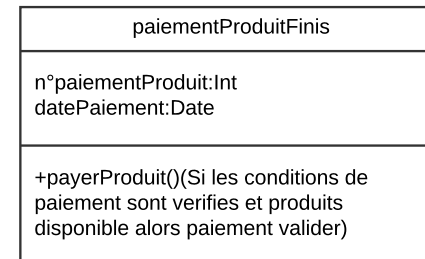 paiementProduitFinis
n°paiementProduit:Int
datePaiement:Date
+payerProduit()(Si les conditions de
paiement sont verifies et produits
disponible alors paiement valider)